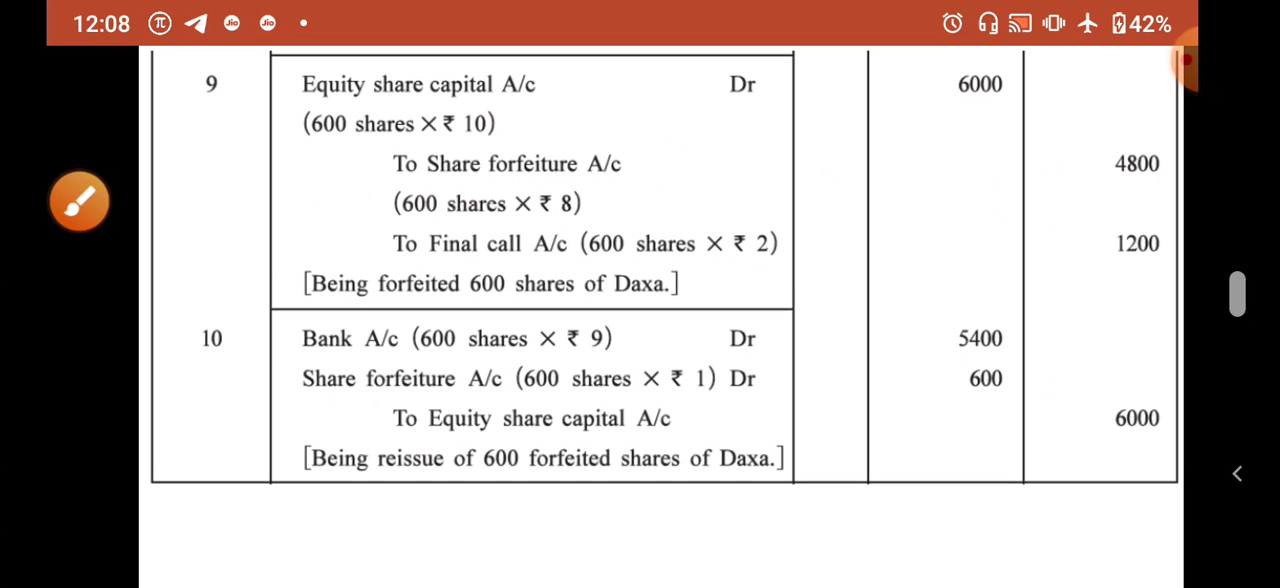 12:08 π Jio Jio 42%
9 Equity share capital A/c Dr 6000
(600 shares × ₹ 10)
To Share forfeiture A/c 4800
(600 shares × ₹ 8)
To Final call A/c (600 shares × ₹ 2) 1200
[Being forfeited 600 shares of Daxa.]
10 Bank A/c (600 shares × ₹ 9) Dr 5400
Share forfeiture A/c (600 shares × ₹ 1) Dr 600
To Equity share capital A/c 6000
[Being reissue of 600 forfeited shares of Daxa.]